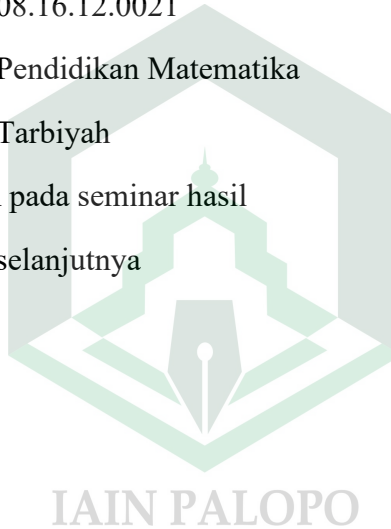 08.16.12.0021
Pendidikan Matematika
Tarbiyah
pada seminar hasil
selanjutnya
IAIN PALOPO